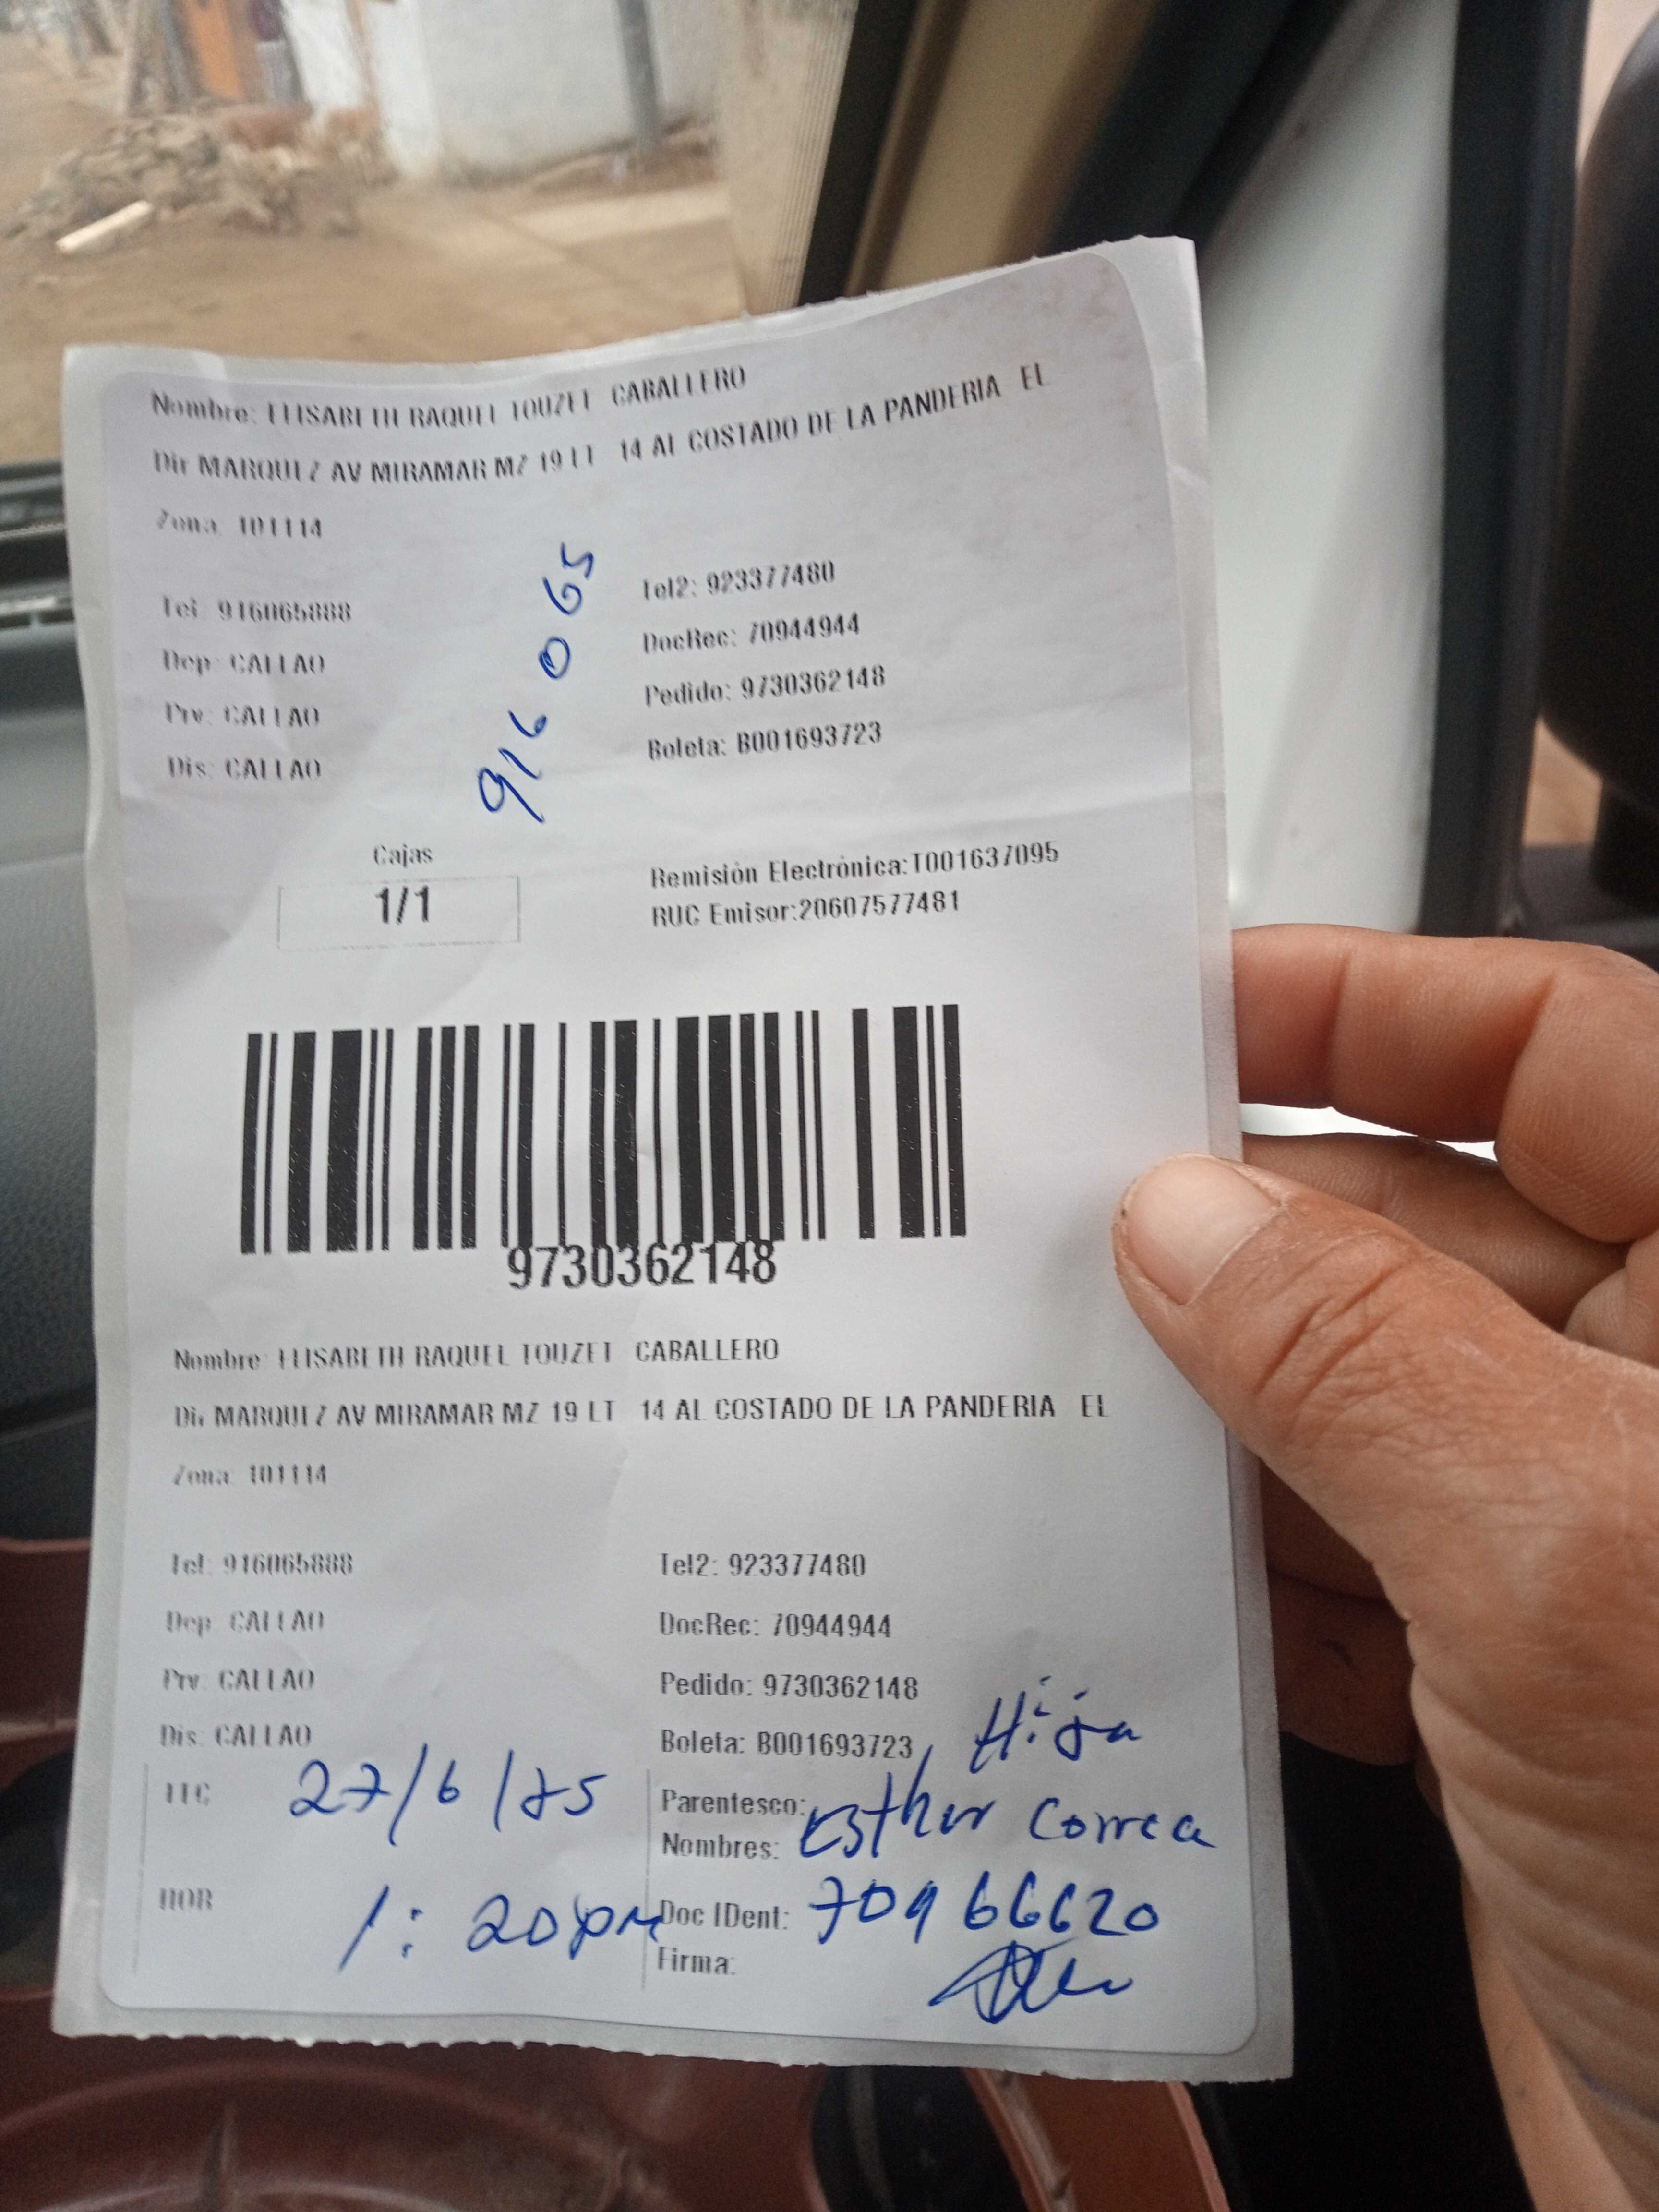 Nombre: ELISABETH RAQUEL TOUZET CABALLERO
Dir MARQUEZ AV MIRAMAR MZ 19 LT 14 AL COSTADO DE LA PANDERIA EL
Zona: 101114
Tel: 916065888 Tel2: 923377480
Dep: CALLAO DocRec: 70944944
Prv: CALLAO Pedido: 9730362148
Dis: CALLAO Boleta: B001693723
916 065
Cajas
1/1
Remisión Electrónica:T001637095
RUC Emisor:20607577481
9730362148
Nombre: ELISABETH RAQUEL TOUZET CABALLERO
Dir MARQUEZ AV MIRAMAR MZ 19 LT 14 AL COSTADO DE LA PANDERIA EL
Zona: 101114
Tel: 916065888 Tel2: 923377480
Dep: CALLAO DocRec: 70944944
Prv: CALLAO Pedido: 9730362148
Dis: CALLAO Boleta: B001693723
27/6/25 Parentesco: Hija
Nombres: Esther Correa
HOR 1:20pm Doc IDent: 70966620
Firma: